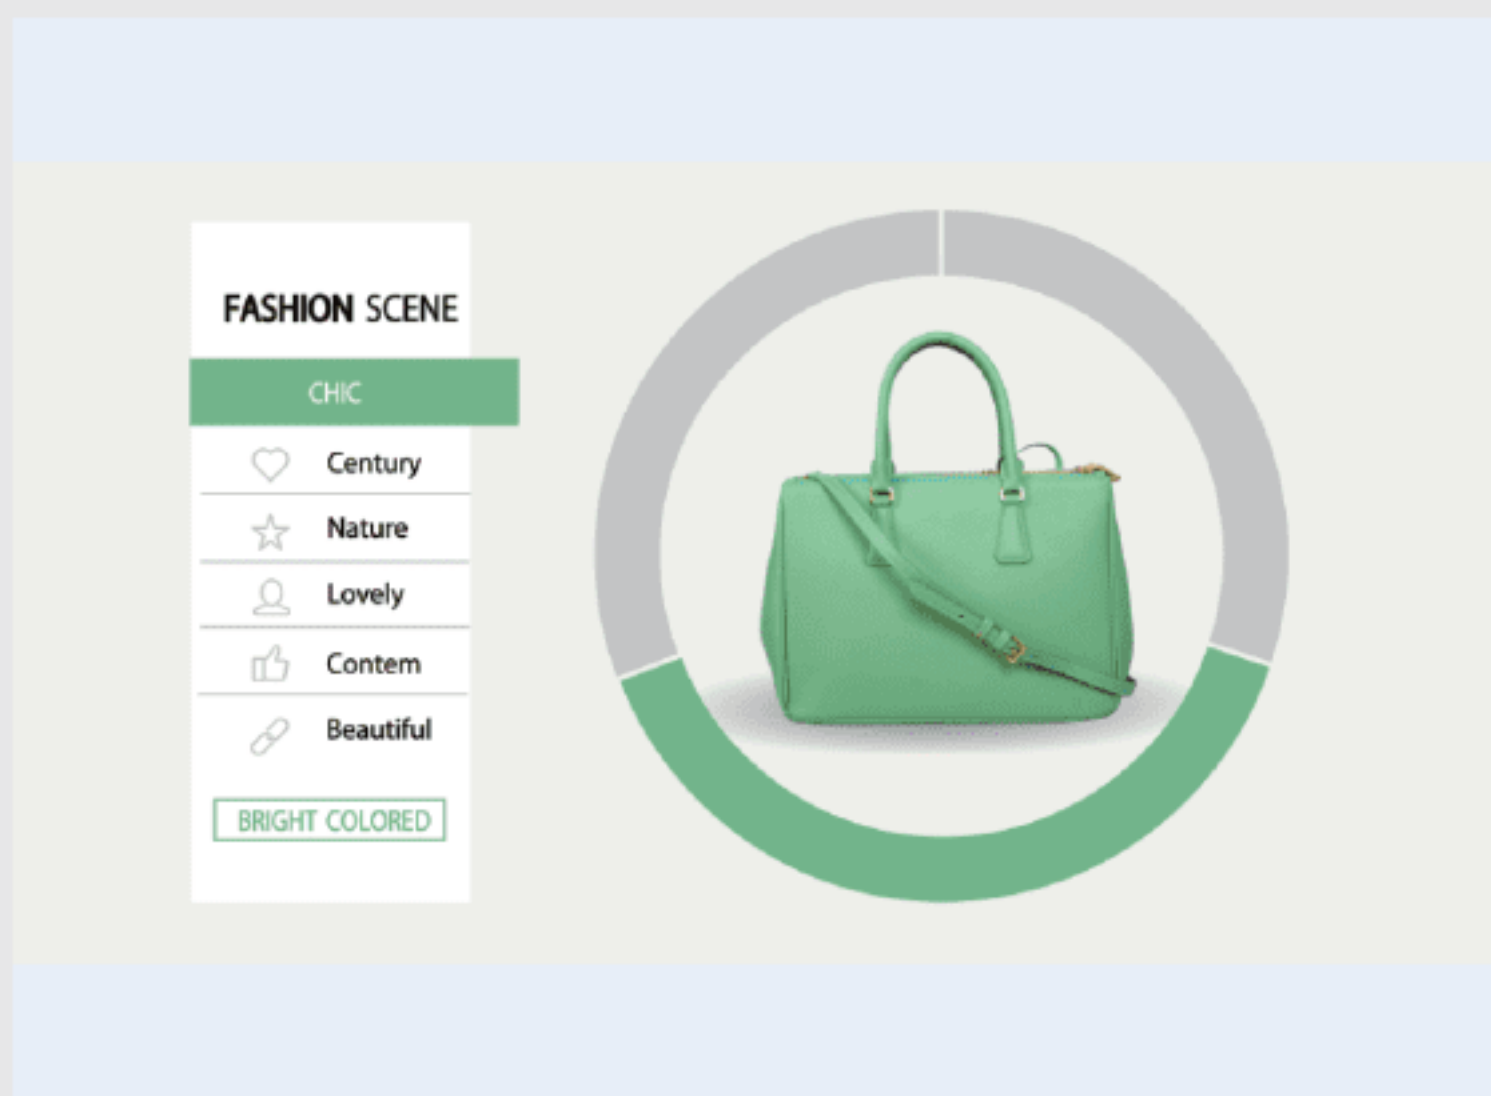 FASHION SCENE
CHIC
Century
Nature
Lovely
Contem
Beautiful
BRIGHT COLORED